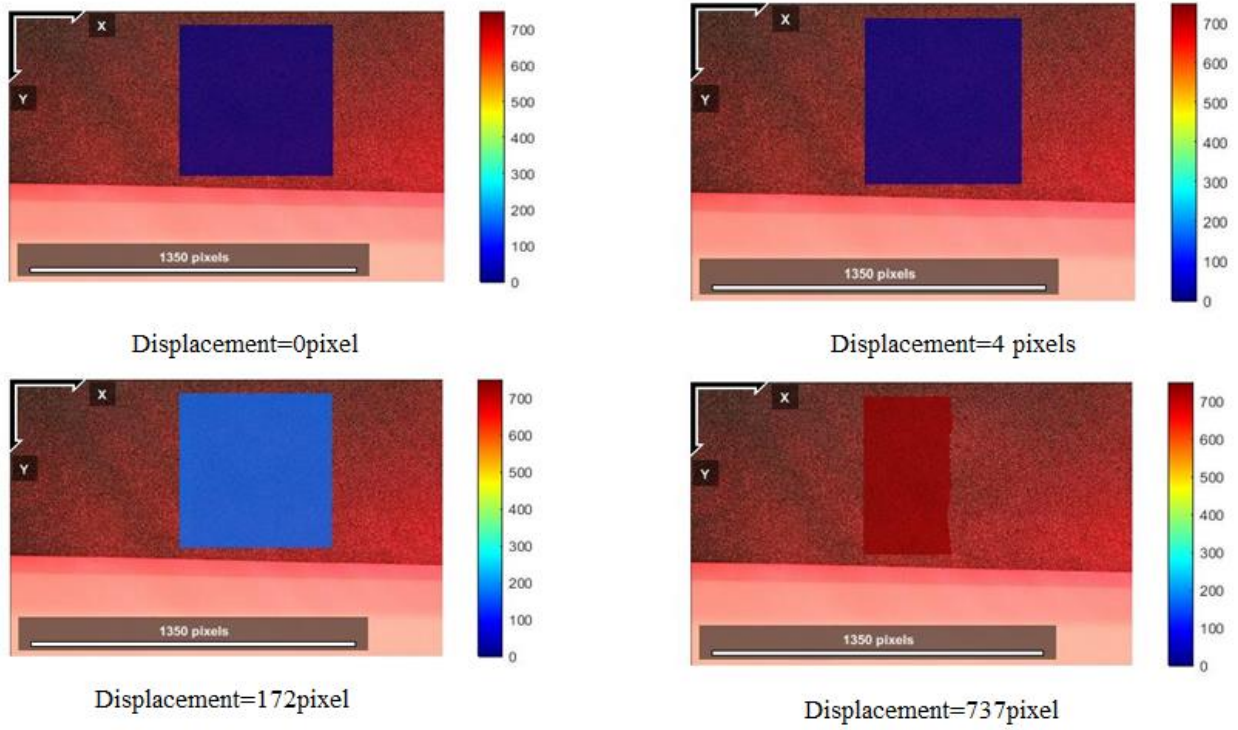 X
Y
1350 pixels
700
600
500
400
300
200
100
0
Displacement=0pixel
X
Y
1350 pixels
700
600
500
400
300
200
100
0
Displacement=4 pixels
X
Y
1350 pixels
700
600
500
400
300
200
100
0
Displacement=172pixel
X
Y
1350 pixels
700
600
500
400
300
200
100
0
Displacement=737pixel